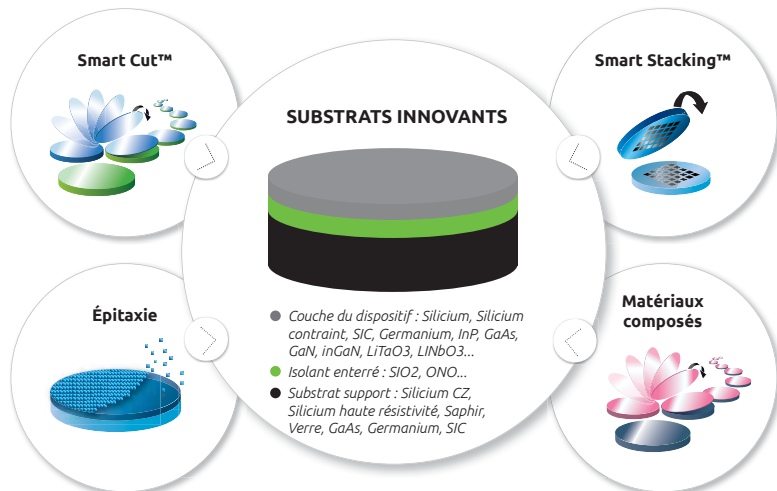 Smart Cut™
Smart Stacking™
SUBSTRATS INNOVANTS
Épitaxie
Matériaux
composés
Couche du dispositif : Silicium, Silicium
contraint, SIC, Germanium, InP, GaAs,
GaN, inGaN, LiTaO3, LINbO3...
Isolant enterré : SIO2, ONO...
Substrat support : Silicium CZ,
Silicium haute résistivité, Saphir,
Verre, GaAs, Germanium, SIC